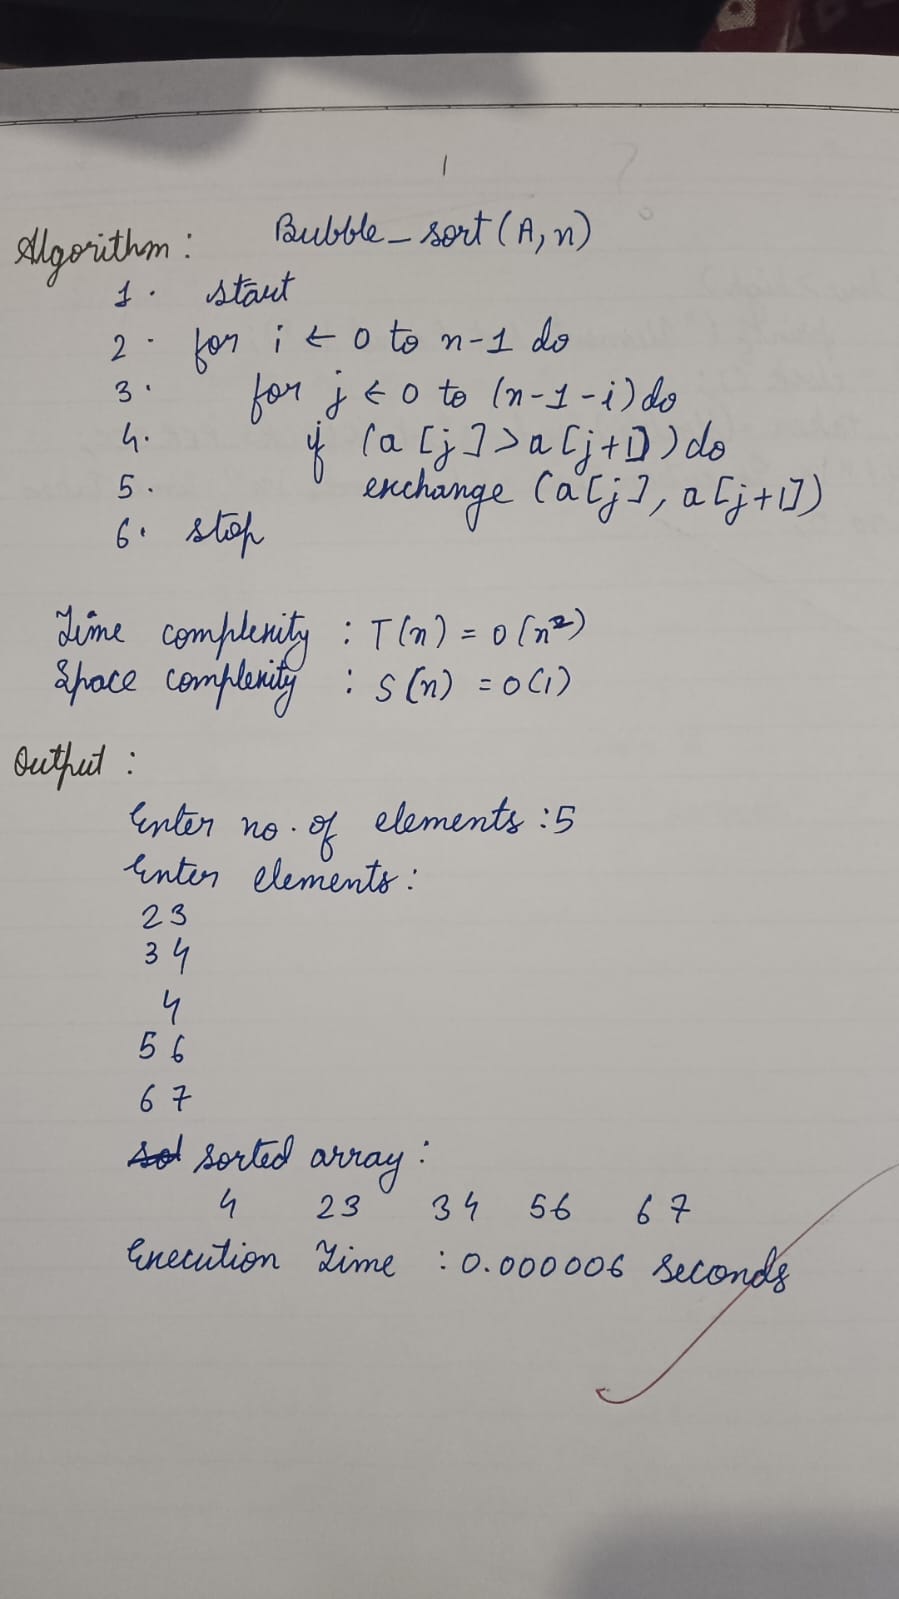 1
Algorithm : Bubble_sort (A, n)
1. start
2. for i ← 0 to n-1 do
3. for j ← 0 to (n-1-i) do
4. if (a[j] > a[j+1]) do
5. exchange (a[j], a[j+1])
6. stop
Time complexity : T(n) = O(n²)
Space complexity : S(n) = O(1)
Output :
Enter no. of elements : 5
Enter elements :
23
34
4
56
67
sorted array :
4 23 34 56 67
Execution Time : 0.000006 seconds